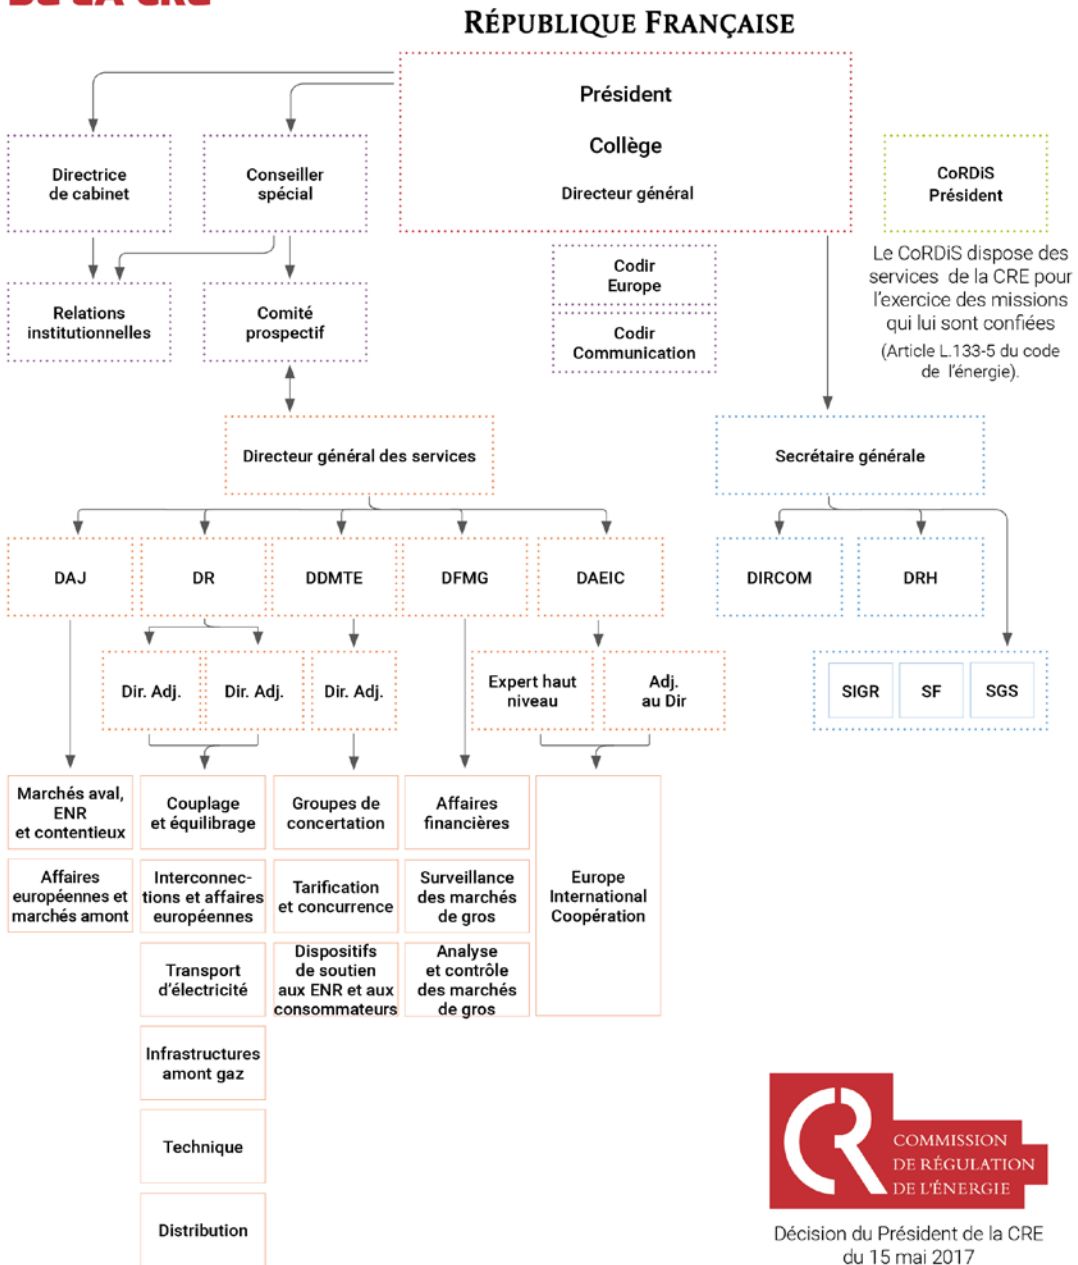 DE LA CRE
RÉPUBLIQUE FRANÇAISE
Président
Collège
Directeur général
Directrice
de cabinet
Conseiller
spécial
CoRDiS
Président
Le CoRDiS dispose des
services de la CRE pour
l'exercice des missions
qui lui sont confiées
(Article L.133-5 du code
de l'énergie).
Codir
Europe
Codir
Communication
Relations
institutionnelles
Comité
prospectif
Directeur général des services
Secrétaire générale
DAJ
DR
DDMTE
DFMG
DAEIC
DIRCOM
DRH
Dir. Adj.
Dir. Adj.
Dir. Adj.
Expert haut
niveau
Adj.
au Dir
SIGR
SF
SGS
Marchés aval,
ENR
et contentieux
Affaires
européennes et
marchés amont
Couplage
et équilibrage
Interconnec-
tions et affaires
européennes
Transport
d'électricité
Infrastructures
amont gaz
Technique
Distribution
Groupes de
concertation
Tarification
et concurrence
Dispositifs
de soutien
aux ENR et aux
consommateurs
Affaires
financières
Surveillance
des marchés
de gros
Analyse
et contrôle
des marchés
de gros
Europe
International
Coopération
CR
COMMISSION
DE RÉGULATION
DE L'ÉNERGIE
Décision du Président de la CRE
du 15 mai 2017